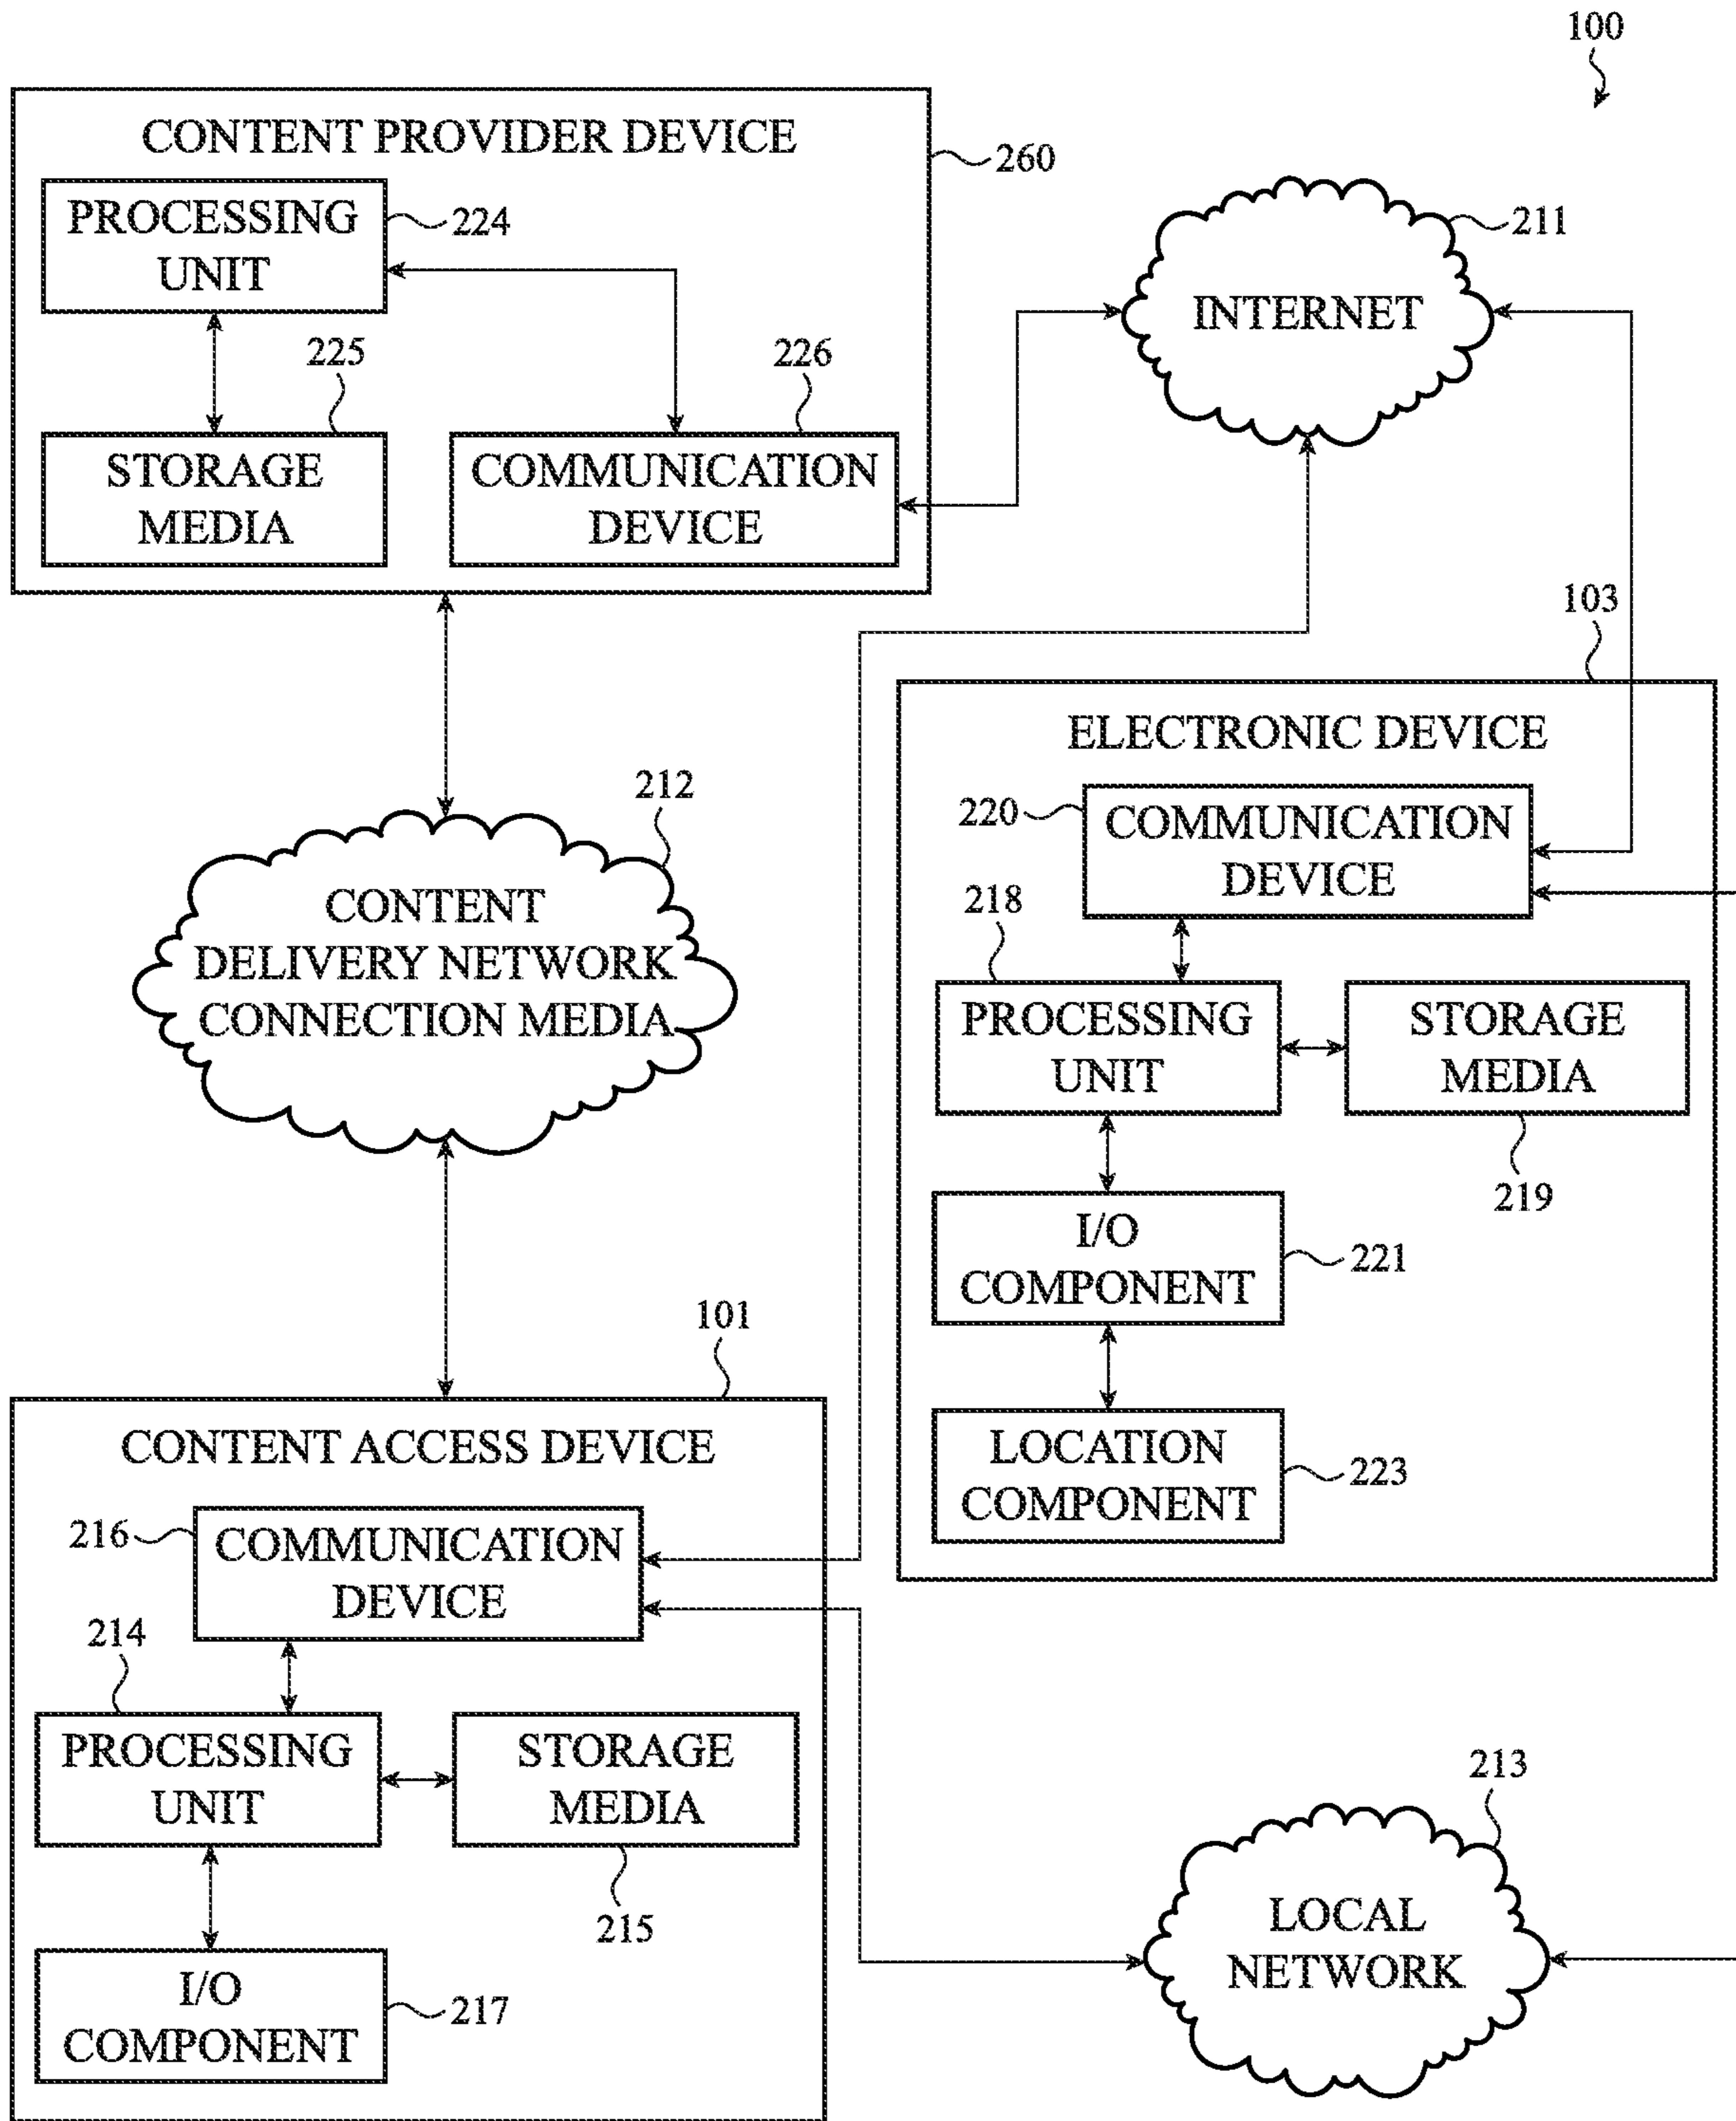 100
CONTENT PROVIDER DEVICE
260
PROCESSING
UNIT
224
225
226
STORAGE
MEDIA
COMMUNICATION
DEVICE
211
INTERNET
212
CONTENT
DELIVERY NETWORK
CONNECTION MEDIA
103
ELECTRONIC DEVICE
220
COMMUNICATION
DEVICE
218
PROCESSING
UNIT
STORAGE
MEDIA
219
I/O
COMPONENT
221
LOCATION
COMPONENT
223
101
CONTENT ACCESS DEVICE
216
COMMUNICATION
DEVICE
214
PROCESSING
UNIT
STORAGE
MEDIA
215
I/O
COMPONENT
217
213
LOCAL
NETWORK